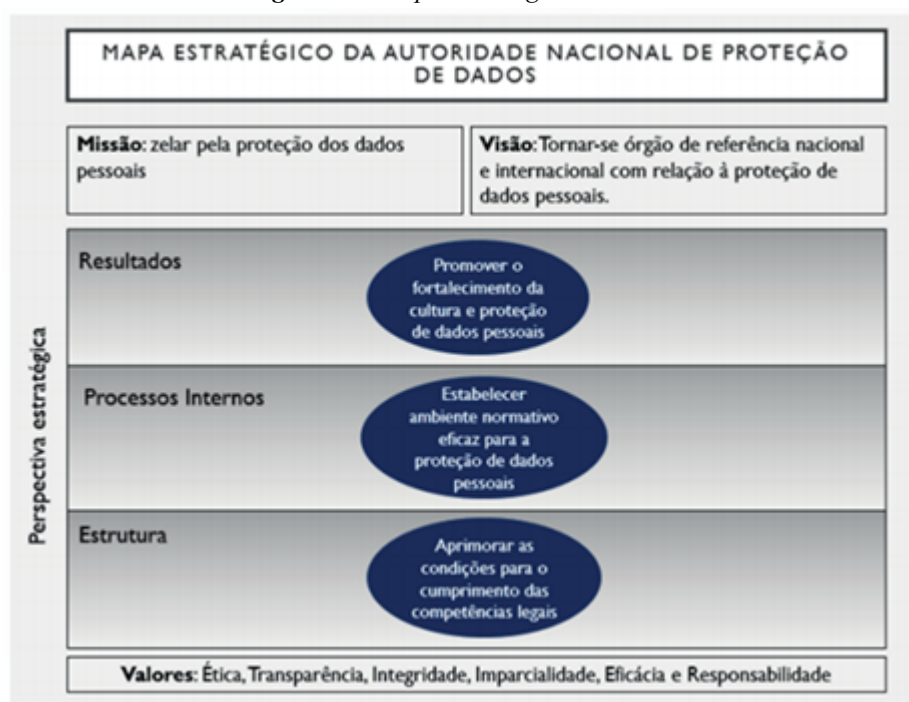 MAPA ESTRATÉGICO DA AUTORIDADE NACIONAL DE PROTEÇÃO
DE DADOS
Missão: zelar pela proteção dos dados
pessoais
Visão: Tornar-se órgão de referência nacional
e internacional com relação à proteção de
dados pessoais.
Perspectiva estratégica
Resultados
Promover o
fortalecimento da
cultura e proteção
de dados pessoais
Processos Internos
Estabelecer
ambiente normativo
eficaz para a
proteção de dados
pessoais
Estrutura
Aprimorar as
condições para o
cumprimento das
competências legais
Valores: Ética, Transparência, Integridade, Imparcialidade, Eficácia e Responsabilidade